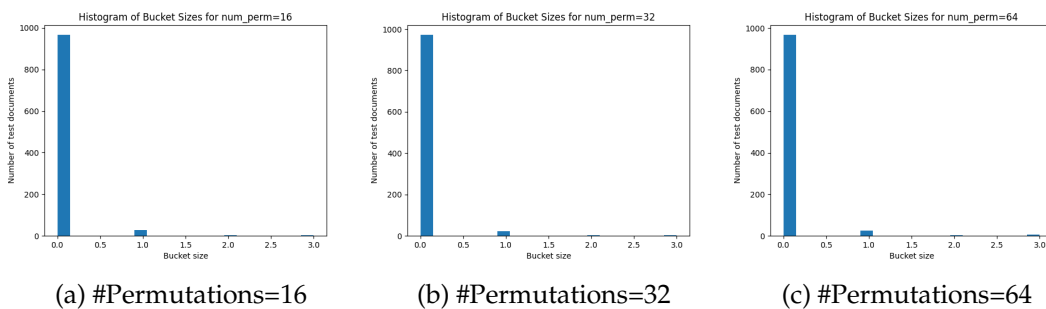 Histogram of Bucket Sizes for num_perm=16
Number of test documents
1000
800
600
400
200
0
0.0 0.5 1.0 1.5 2.0 2.5 3.0
Bucket size
(a) #Permutations=16
Histogram of Bucket Sizes for num_perm=32
Number of test documents
1000
800
600
400
200
0
0.0 0.5 1.0 1.5 2.0 2.5 3.0
Bucket size
(b) #Permutations=32
Histogram of Bucket Sizes for num_perm=64
Number of test documents
1000
800
600
400
200
0
0.0 0.5 1.0 1.5 2.0 2.5 3.0
Bucket size
(c) #Permutations=64